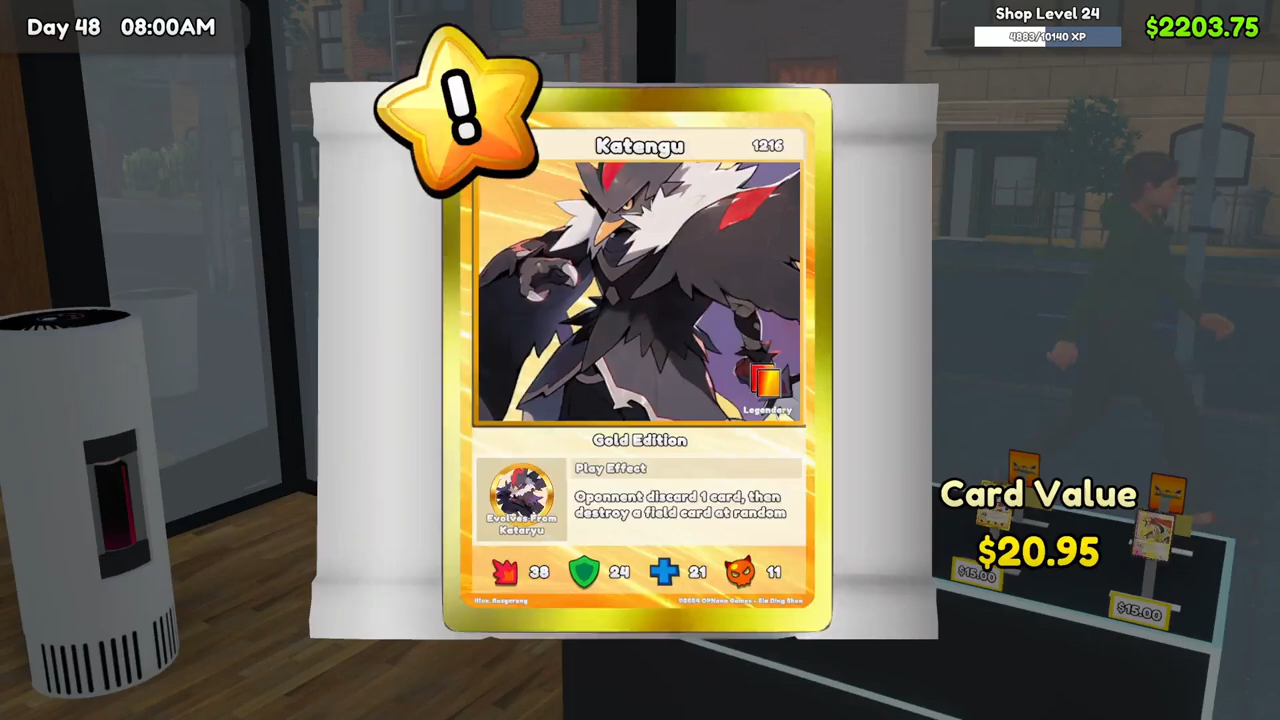 Day 48 08:00AM
Shop Level 24
4883/10140 XP
$2203.75
!
Katengu
1216
Legendary
Gold Edition
Play Effect
Oponnent discard 1 card, then
destroy a field card at random
Evolves From
Kataryu
38
24
21
11
Card Value
$20.95
$15.00
$15.00